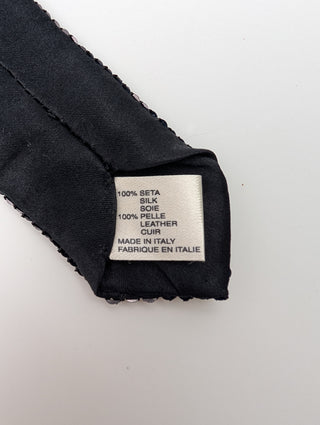 100% SETA
SILK
SOIE
100% PELLE
LEATHER
CUIR
MADE IN ITALY
FABRIQUE EN ITALIE